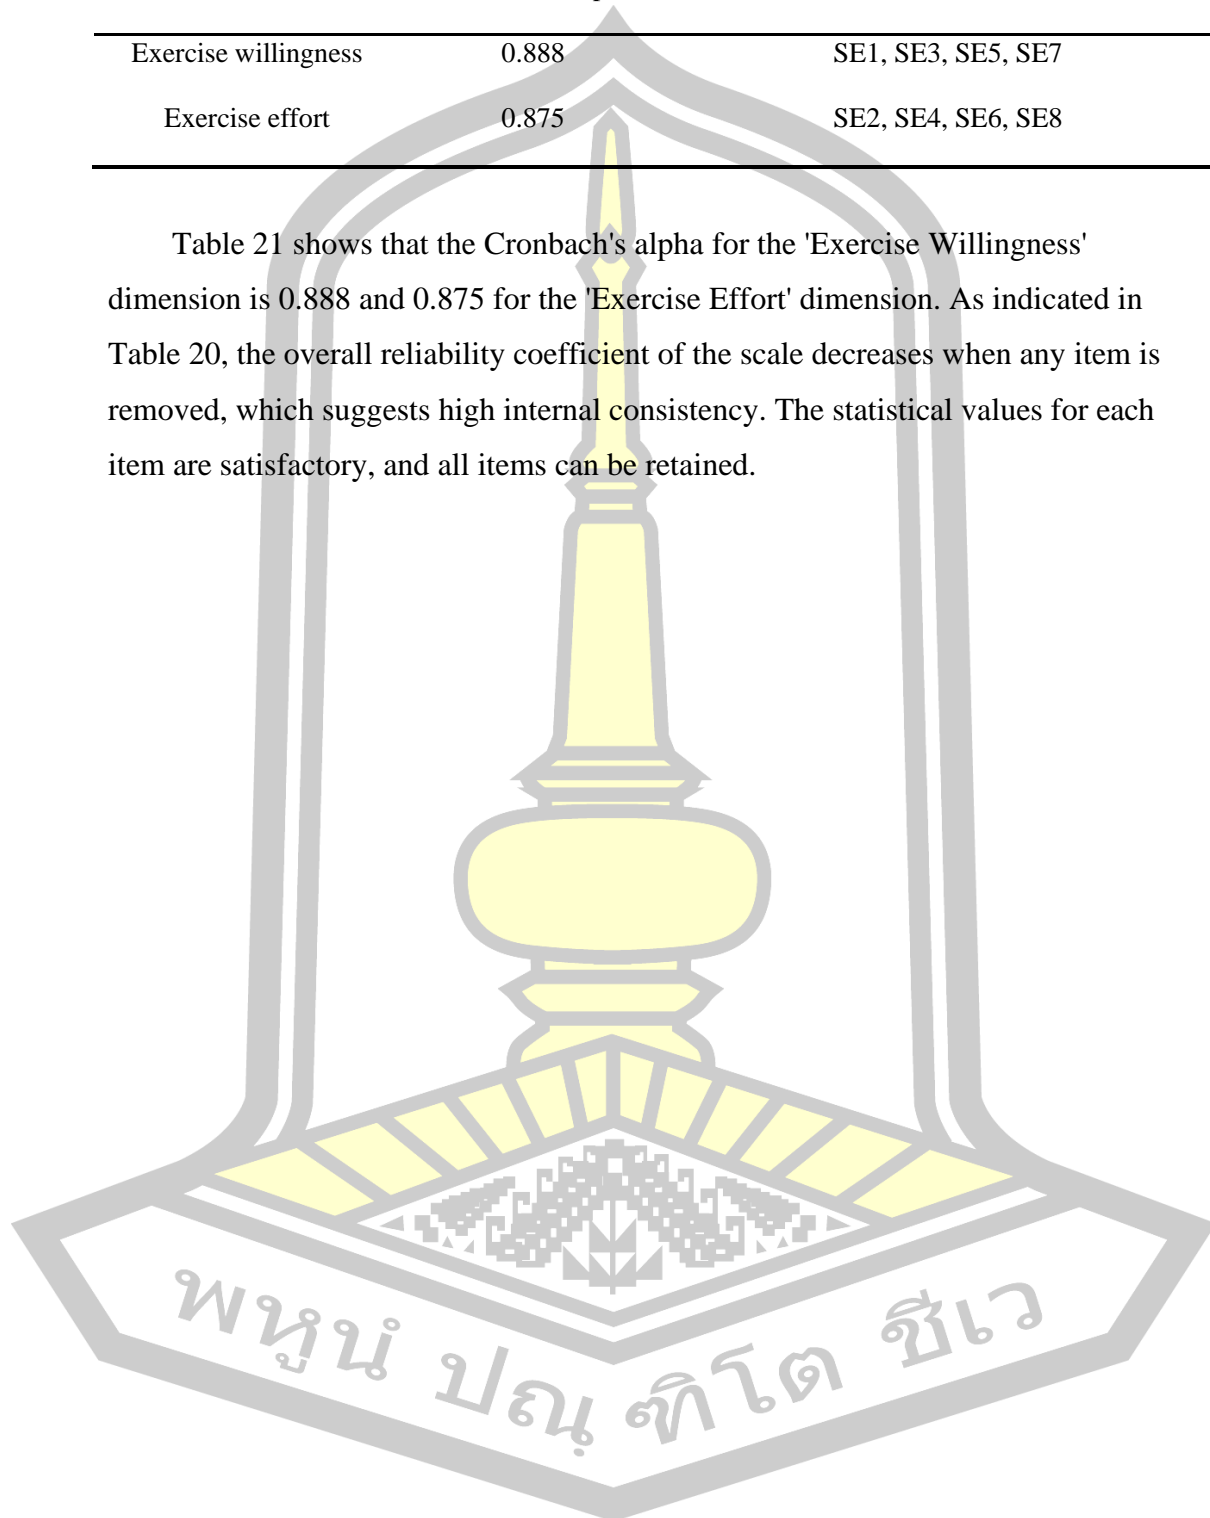 Exercise willingness 0.888 SE1, SE3, SE5, SE7
Exercise effort 0.875 SE2, SE4, SE6, SE8
Table 21 shows that the Cronbach's alpha for the 'Exercise Willingness'
dimension is 0.888 and 0.875 for the 'Exercise Effort' dimension. As indicated in
Table 20, the overall reliability coefficient of the scale decreases when any item is
removed, which suggests high internal consistency. The statistical values for each
item are satisfactory, and all items can be retained.
พหูนํ ปณฺฑิโต ชีเว